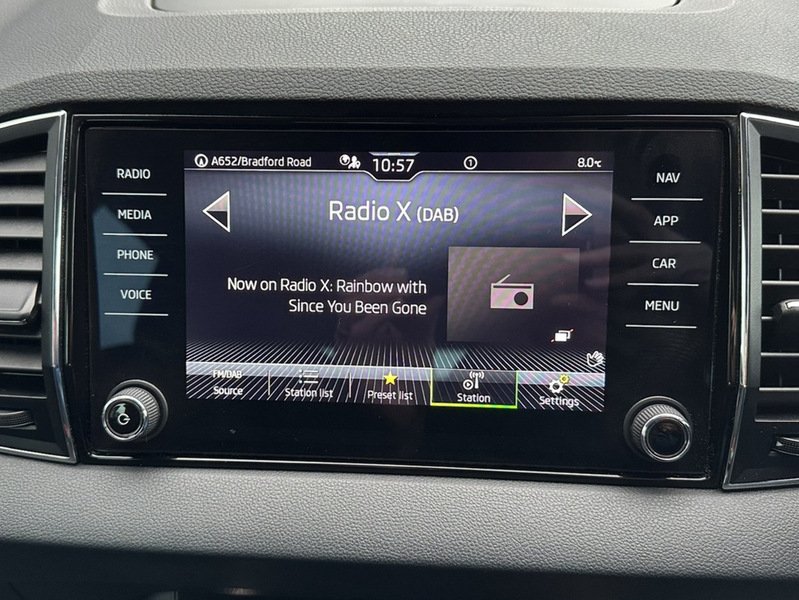 A652/Bradford Road
10:57
1
8.0°C
RADIO
MEDIA
PHONE
VOICE
NAV
APP
CAR
MENU
Radio X (DAB)
Now on Radio X: Rainbow with
Since You Been Gone
FM/DAB
Source
Station list
Preset list
Station
Settings